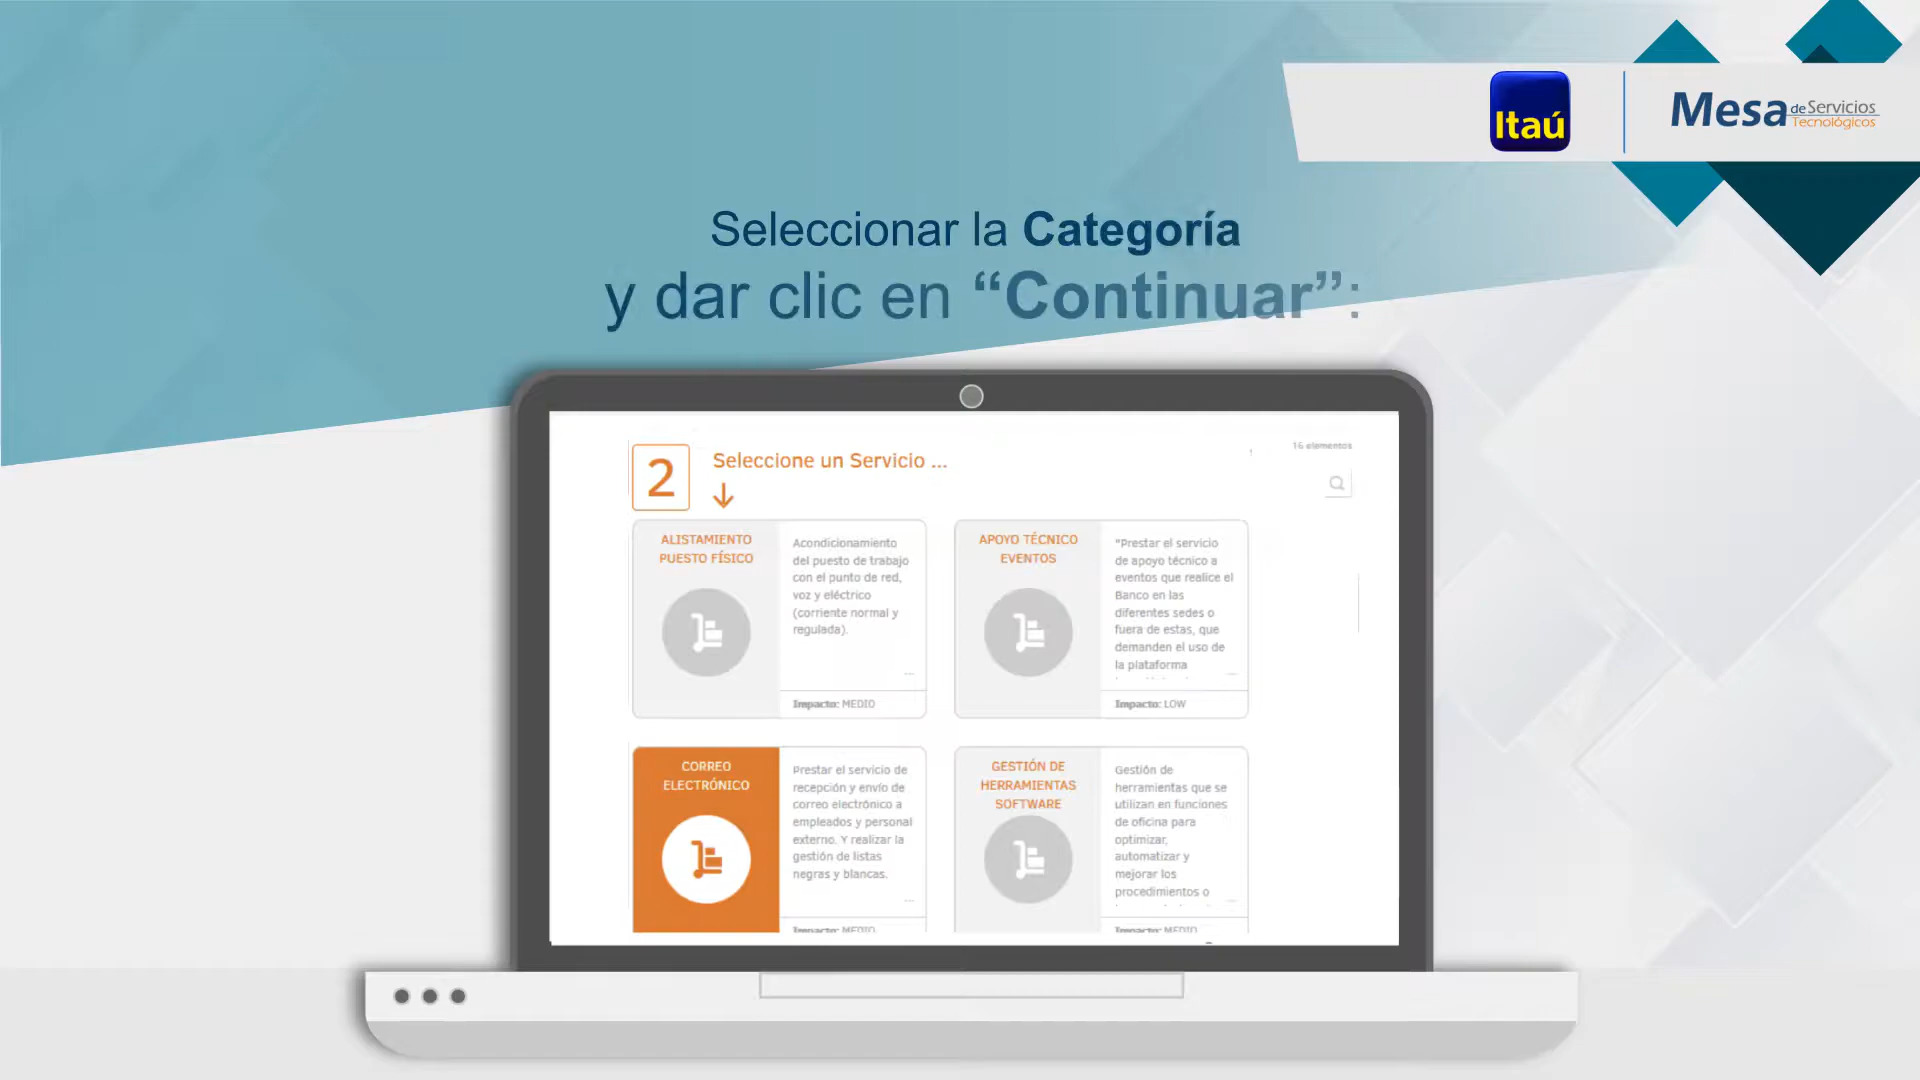 Itaú
Mesa de Servicios
Tecnológicos
Seleccionar la Categoría
y dar clic en “Continuar”:
2
Seleccione un Servicio ...
16 elementos
ALISTAMIENTO
PUESTO FÍSICO
Acondicionamiento
del puesto de trabajo
con el punto de red,
voz y eléctrico
(corriente normal y
regulada).
...
Impacto: MEDIO
APOYO TÉCNICO
EVENTOS
"Prestar el servicio
de apoyo técnico a
eventos que realice el
Banco en las
diferentes sedes o
fuera de estas, que
demanden el uso de
la plataforma
...
Impacto: LOW
CORREO
ELECTRÓNICO
Prestar el servicio de
recepción y envío de
correo electrónico a
empleados y personal
externo. Y realizar la
gestión de listas
negras y blancas.
...
Impacto: MEDIO
GESTIÓN DE
HERRAMIENTAS
SOFTWARE
Gestión de
herramientas que se
utilizan en funciones
de oficina para
optimizar,
automatizar y
mejorar los
procedimientos o
...
Impacto: MEDIO